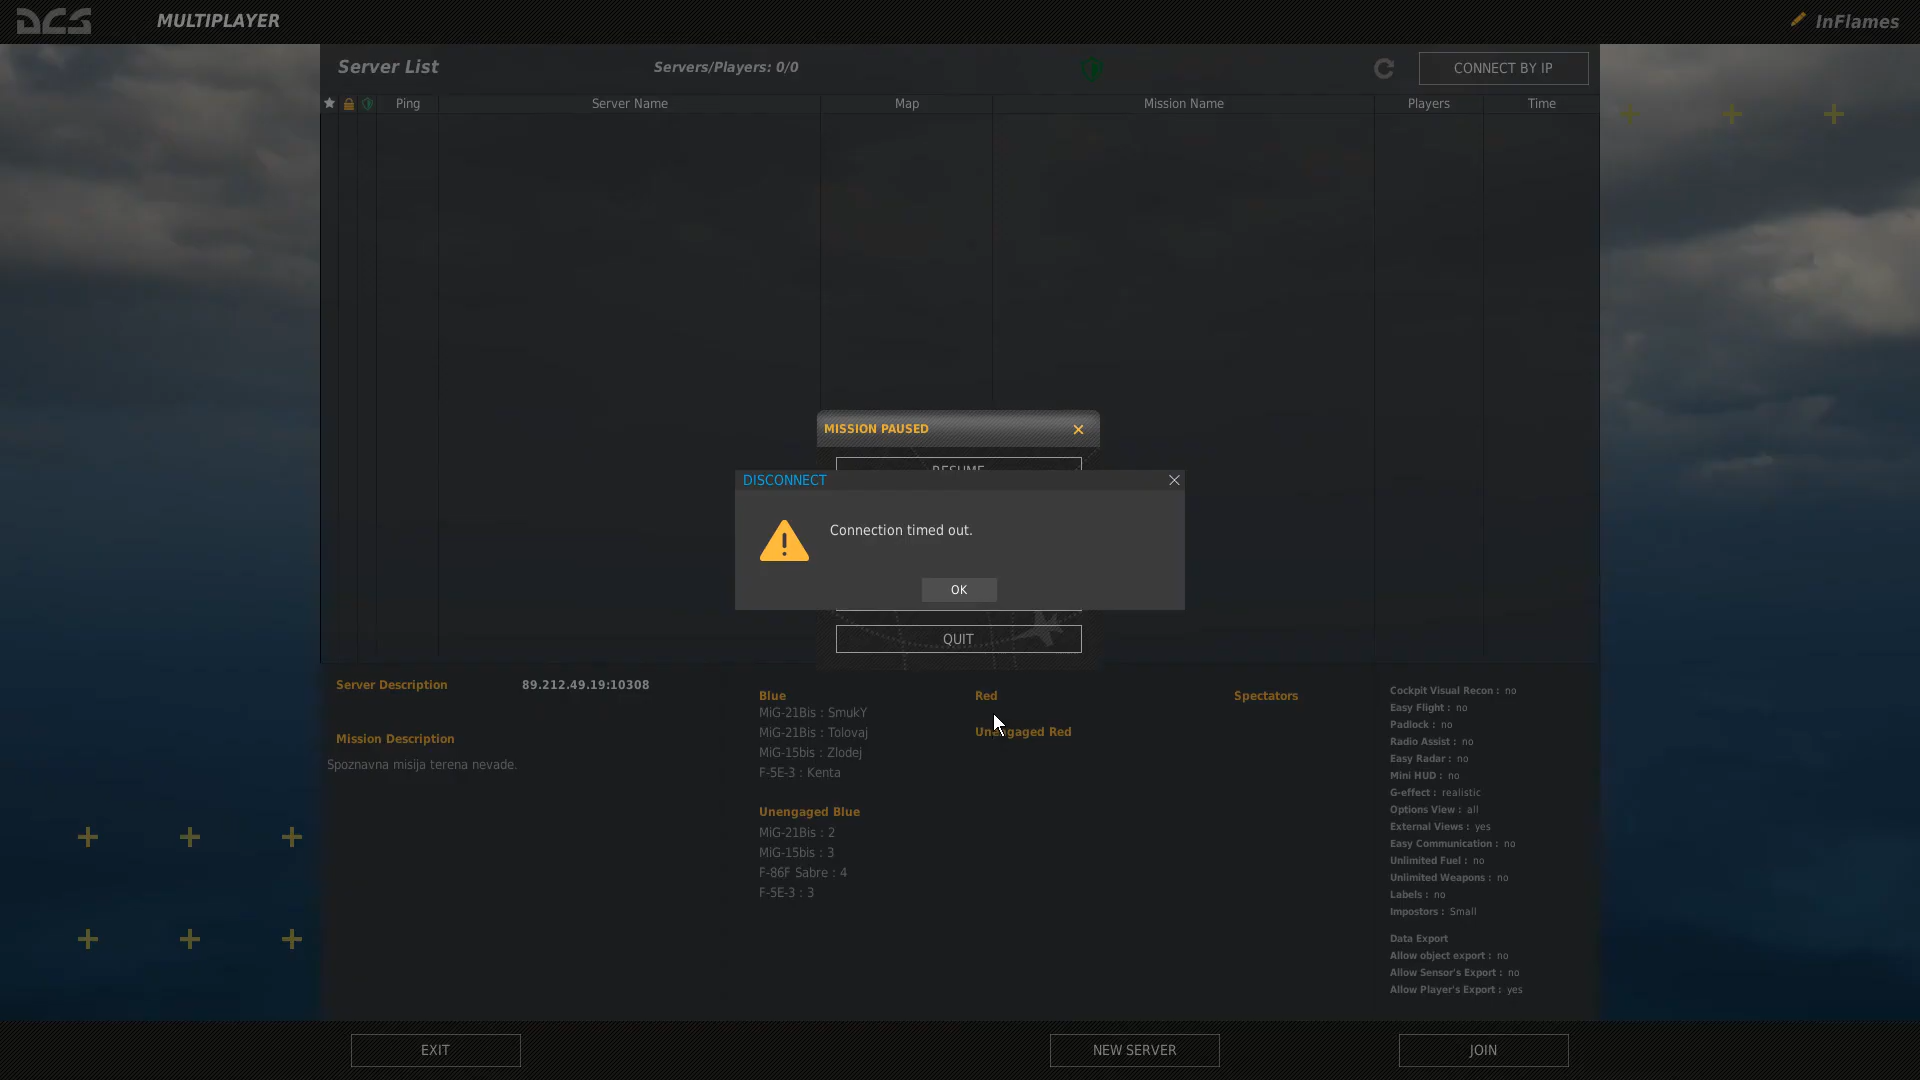 DCS
MULTIPLAYER
InFlames
Server List
Servers/Players: 0/0
CONNECT BY IP
Ping
Server Name
Map
Mission Name
Players
Time
MISSION PAUSED
RESUME
DISCONNECT
Connection timed out.
OK
QUIT
Server Description
89.212.49.19:10308
Mission Description
Spoznavna misija terena nevade.
Blue
MiG-21Bis : SmukY
MiG-21Bis : Tolovaj
MiG-15bis : Zlodej
F-5E-3 : Kenta
Unengaged Blue
MiG-21Bis : 2
MiG-15bis : 3
F-86F Sabre : 4
F-5E-3 : 3
Red
Unengaged Red
Spectators
Cockpit Visual Recon : no
Easy Flight : no
Padlock : no
Radio Assist : no
Easy Radar : no
Mini HUD : no
G-effect : realistic
Options View : all
External Views : yes
Easy Communication : no
Unlimited Fuel : no
Unlimited Weapons : no
Labels : no
Impostors : Small
Data Export
Allow object export : no
Allow Sensor's Export : no
Allow Player's Export : yes
EXIT
NEW SERVER
JOIN